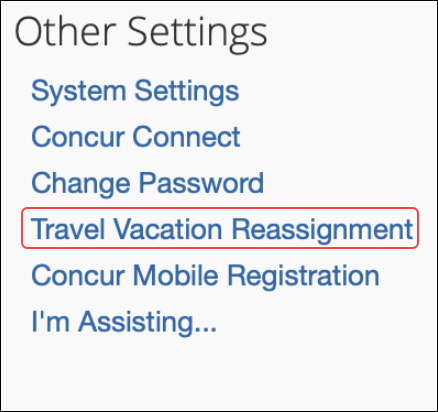 Other Settings
System Settings
Concur Connect
Change Password
Travel Vacation Reassignment
Concur Mobile Registration
I'm Assisting...